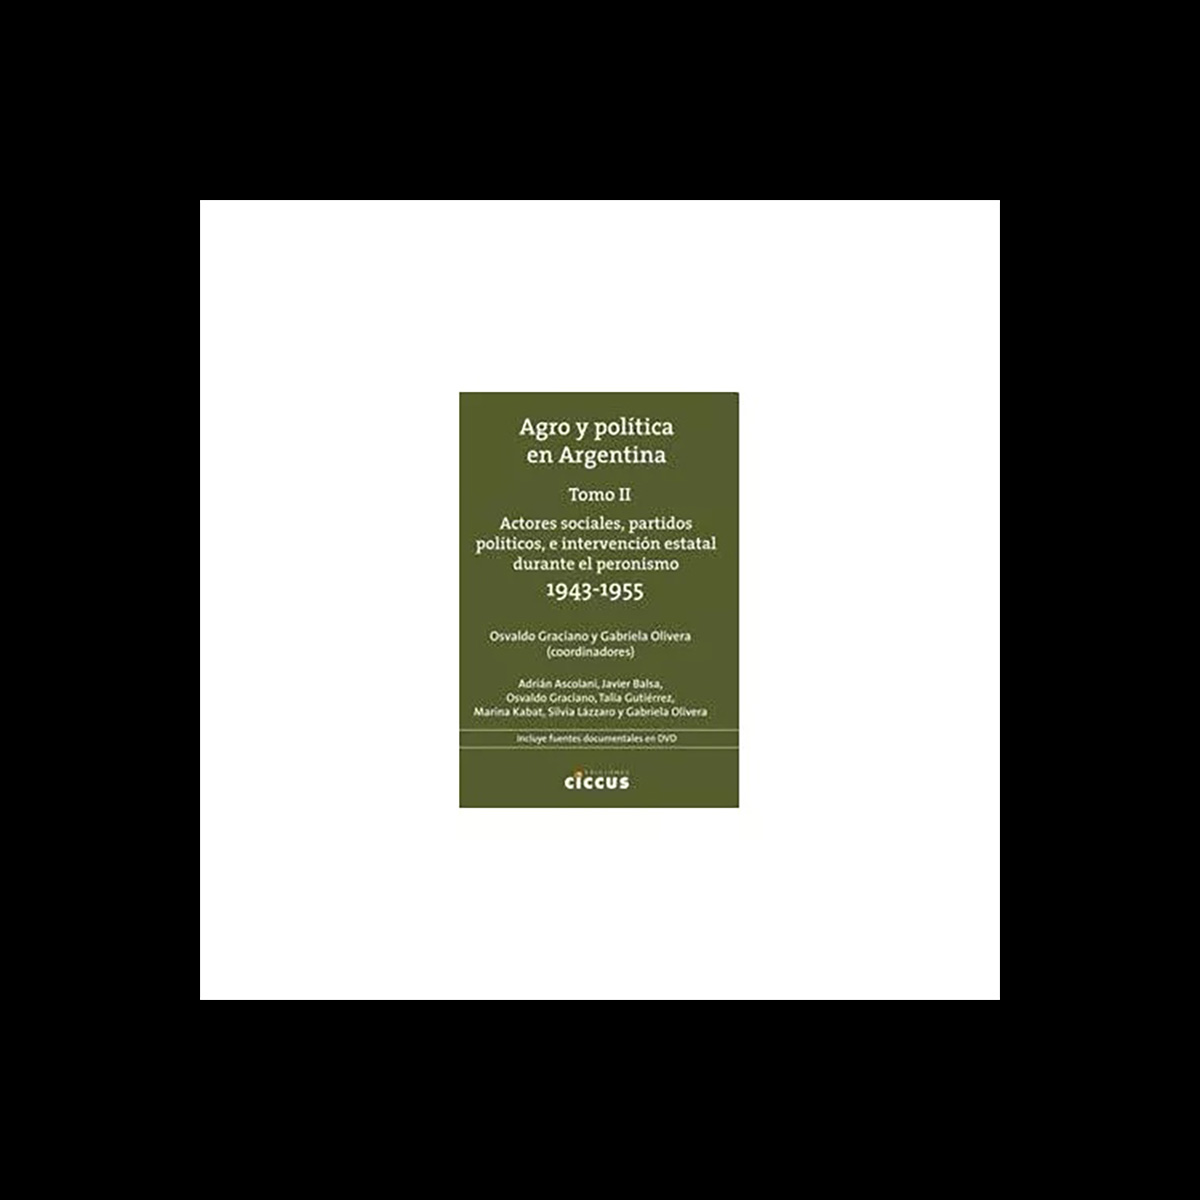 Agro y política
en Argentina
Tomo II
Actores sociales, partidos
políticos, e intervención estatal
durante el peronismo
1943-1955
Osvaldo Graciano y Gabriela Olivera
(coordinadores)
Adrián Ascolani, Javier Balsa,
Osvaldo Graciano, Talía Gutiérrez,
Marina Kabat, Silvia Lázzaro y Gabriela Olivera
Incluye fuentes documentales en DVD
EDICIONES
ciccus